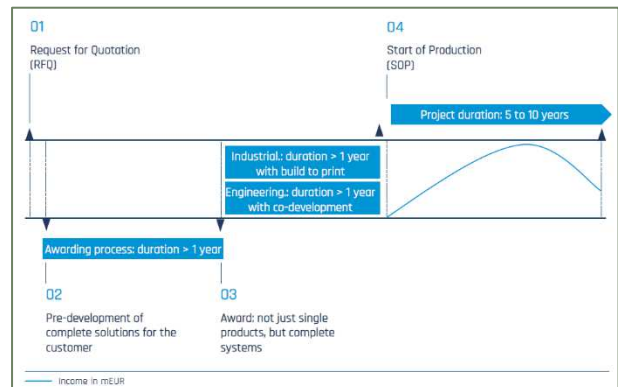 01
Request for Quotation
(RFQ)
04
Start of Production
(SOP)
Project duration: 5 to 10 years
Industrial.: duration > 1 year
with build to print
Engineering.: duration > 1 year
with co-development
Awarding process: duration > 1 year
02
Pre-development of
complete solutions for the
customer
03
Award: not just single
products, but complete
systems
Income in mEUR